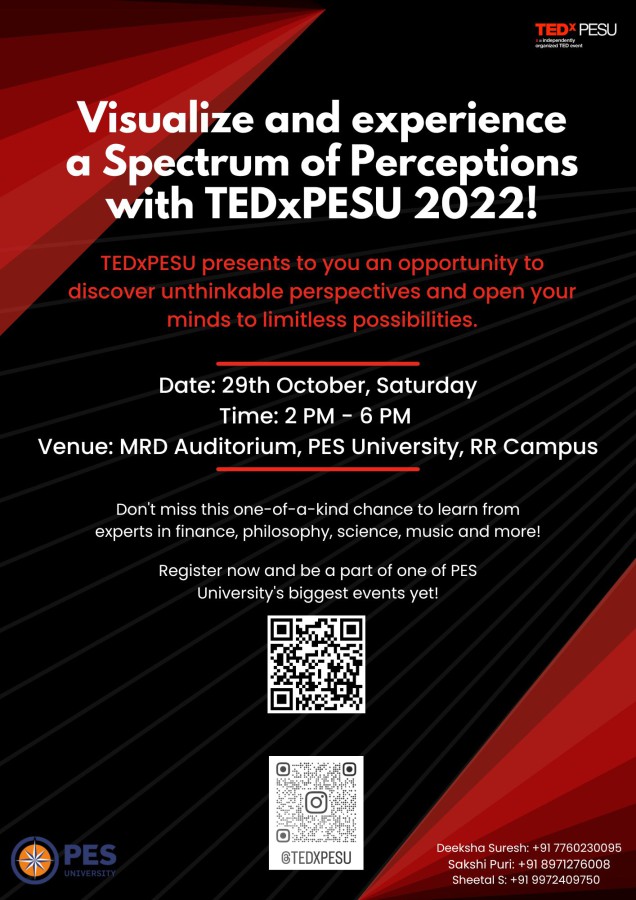 TEDx PESU
x = independently
organized TED event
Visualize and experience
a Spectrum of Perceptions
with TEDxPESU 2022!
TEDxPESU presents to you an opportunity to
discover unthinkable perspectives and open your
minds to limitless possibilities.
Date: 29th October, Saturday
Time: 2 PM - 6 PM
Venue: MRD Auditorium, PES University, RR Campus
Don't miss this one-of-a-kind chance to learn from
experts in finance, philosophy, science, music and more!
Register now and be a part of one of PES
University's biggest events yet!
@TEDXPESU
PES
UNIVERSITY
Deeksha Suresh: +91 7760230095
Sakshi Puri: +91 8971276008
Sheetal S: +91 9972409750